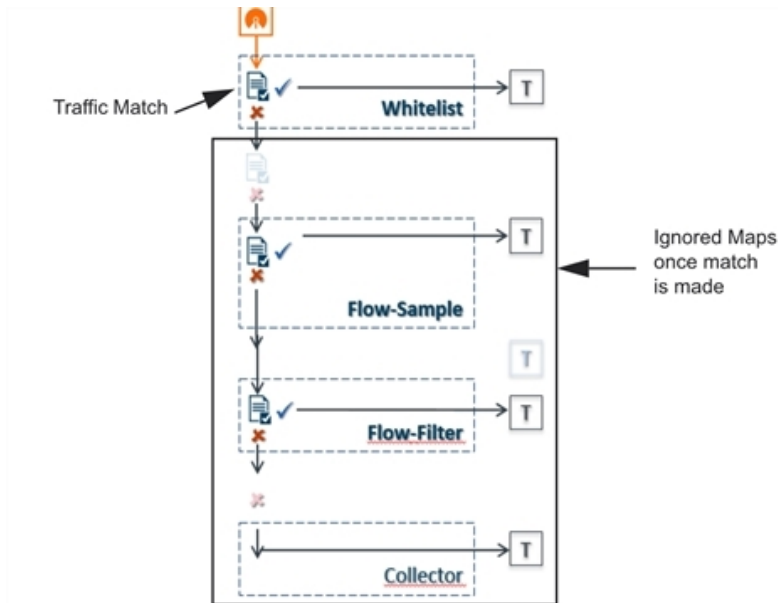 T
Traffic Match
Whitelist
T
Ignored Maps
once match
is made
Flow-Sample
T
T
Flow-Filter
T
Collector